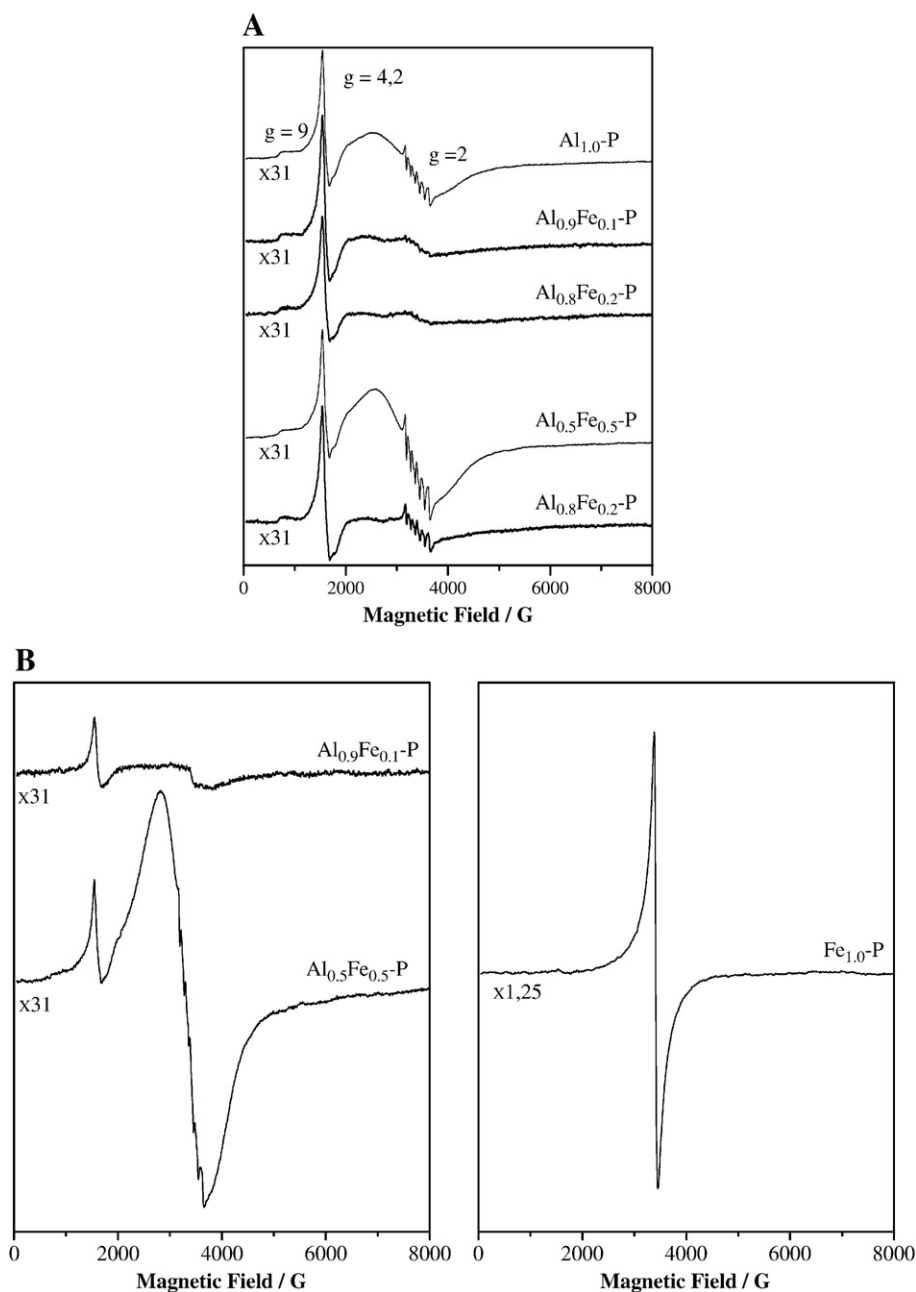 A
g = 4,2
g = 9
g =2
Al1.0-P
x31
Al0.9Fe0.1-P
x31
Al0.8Fe0.2-P
x31
Al0.5Fe0.5-P
x31
Al0.8Fe0.2-P
x31
0 2000 4000 6000 8000
Magnetic Field / G
B
Al0.9Fe0.1-P
x31
Al0.5Fe0.5-P
x31
0 2000 4000 6000 8000
Magnetic Field / G
Fe1.0-P
x1,25
0 2000 4000 6000 8000
Magnetic Field / G